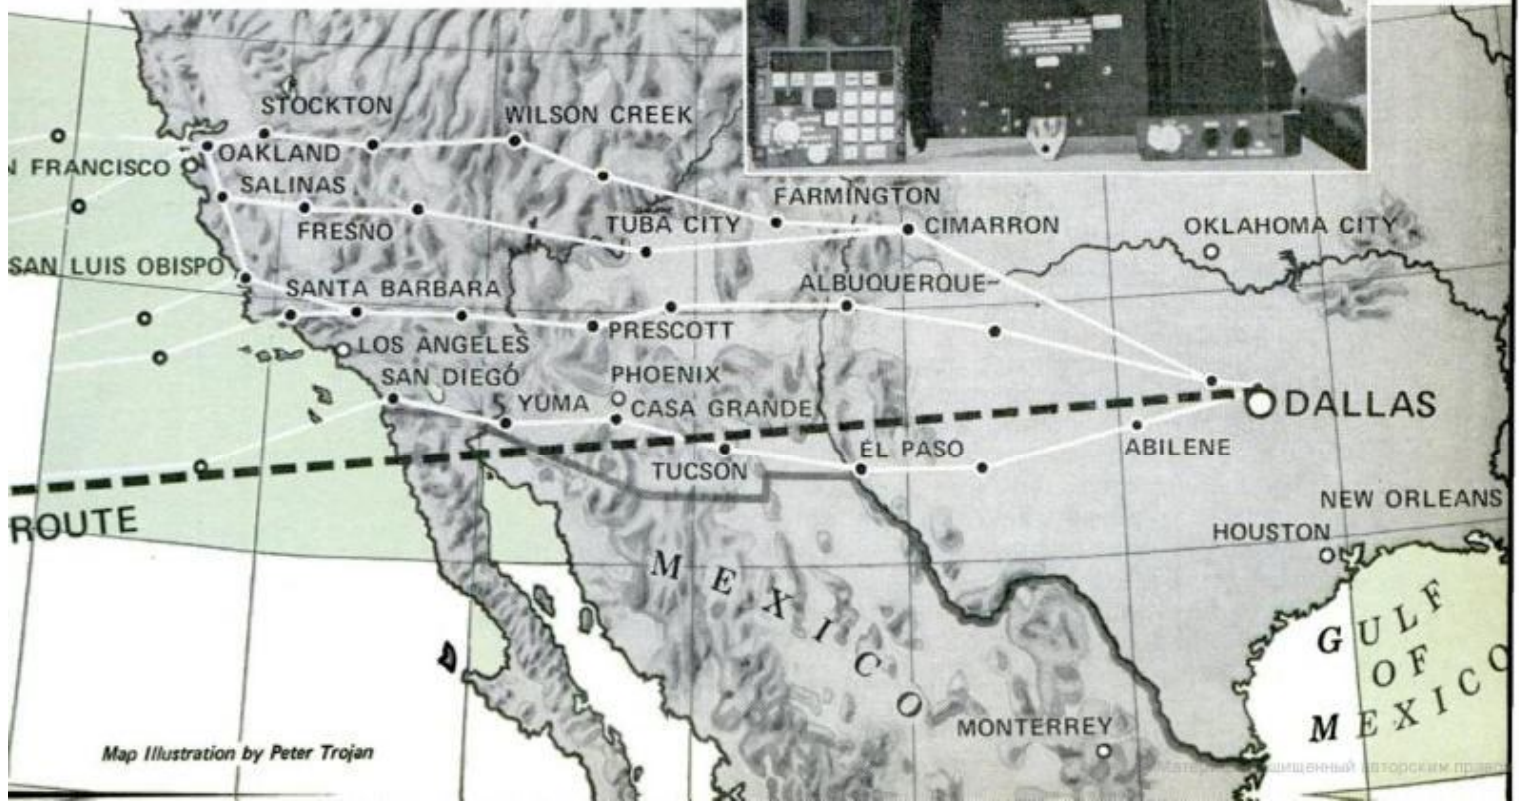 STOCKTON
WILSON CREEK
OAKLAND
N FRANCISCO
SALINAS
FARMINGTON
FRESNO
TUBA CITY
CIMARRON
OKLAHOMA CITY
SAN LUIS OBISPO
SANTA BARBARA
ALBUQUERQUE
PRESCOTT
LOS ANGELES
SAN DIEGO
PHOENIX
YUMA
CASA GRANDE
DALLAS
EL PASO
ABILENE
TUCSON
NEW ORLEANS
ROUTE
HOUSTON
MEXICO
GULF
OF
MEXICO
MONTERREY
Map Illustration by Peter Trojan